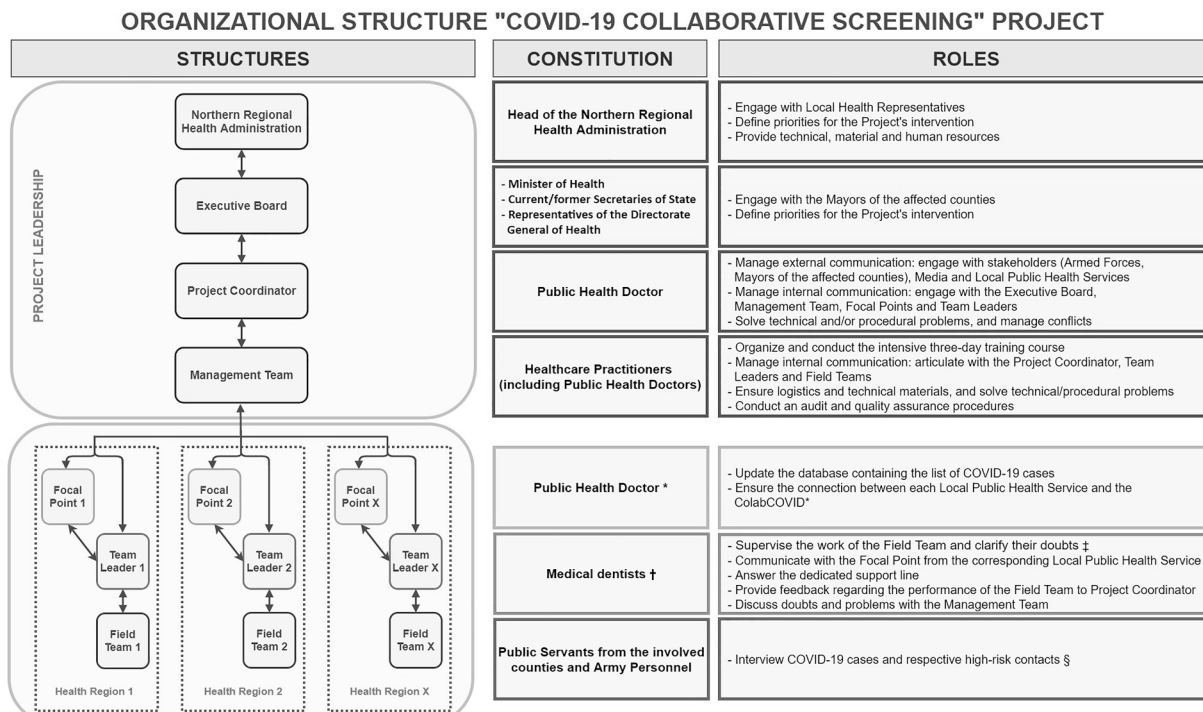 ORGANIZATIONAL STRUCTURE "COVID-19 COLLABORATIVE SCREENING" PROJECT
STRUCTURES
CONSTITUTION
ROLES
PROJECT LEADERSHIP
Northern Regional
Health Administration
Executive Board
Project Coordinator
Management Team
Head of the Northern Regional
Health Administration
- Engage with Local Health Representatives
- Define priorities for the Project's intervention
- Provide technical, material and human resources
- Minister of Health
- Current/former Secretaries of State
- Representatives of the Directorate
General of Health
- Engage with the Mayors of the affected counties
- Define priorities for the Project's intervention
Public Health Doctor
- Manage external communication: engage with stakeholders (Armed Forces,
Mayors of the affected counties), Media and Local Public Health Services
- Manage internal communication: engage with the Executive Board,
Management Team, Focal Points and Team Leaders
- Solve technical and/or procedural problems, and manage conflicts
Healthcare Practitioners
(including Public Health Doctors)
- Organize and conduct the intensive three-day training course
- Manage internal communication: articulate with the Project Coordinator, Team
Leaders and Field Teams
- Ensure logistics and technical materials, and solve technical/procedural problems
- Conduct an audit and quality assurance procedures
Focal
Point 1
Team
Leader 1
Field
Team 1
Health Region 1
Focal
Point 2
Team
Leader 2
Field
Team 2
Health Region 2
Focal
Point X
Team
Leader X
Field
Team X
Health Region X
Public Health Doctor *
- Update the database containing the list of COVID-19 cases
- Ensure the connection between each Local Public Health Service and the
ColabCOVID*
Medical dentists †
- Supervise the work of the Field Team and clarify their doubts ‡
- Communicate with the Focal Point from the corresponding Local Public Health Service
- Answer the dedicated support line
- Provide feedback regarding the performance of the Field Team to Project Coordinator
- Discuss doubts and problems with the Management Team
Public Servants from the involved
counties and Army Personnel
- Interview COVID-19 cases and respective high-risk contacts §